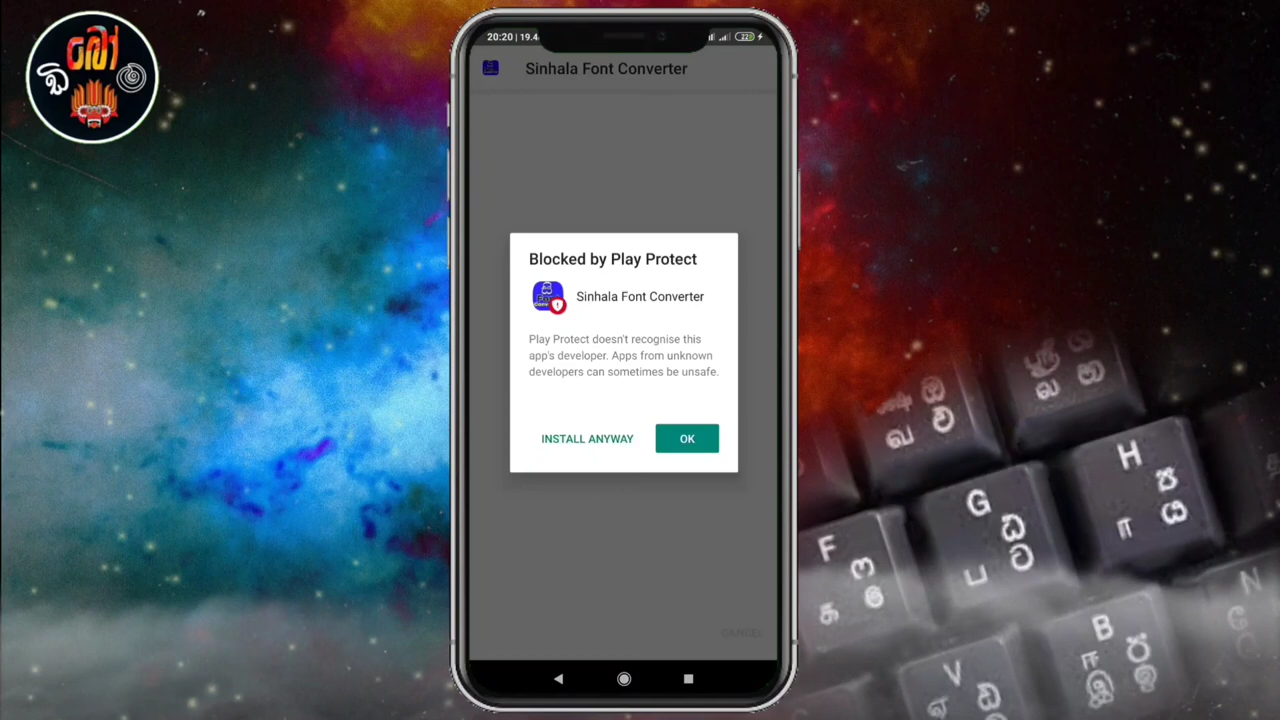 20:20 | 19.4
22
Sinhala Font Converter
Blocked by Play Protect
Sinhala Font Converter
Play Protect doesn't recognise this
app's developer. Apps from unknown
developers can sometimes be unsafe.
INSTALL ANYWAY
OK
CANCEL
H
G
F
N
B
V